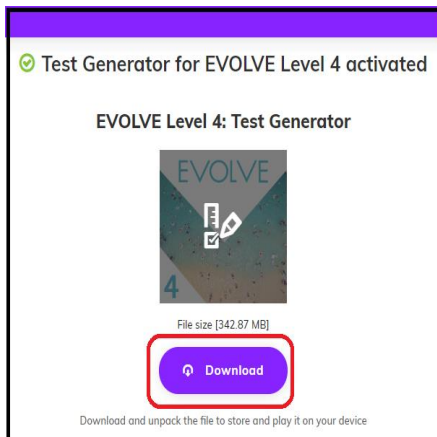 Test Generator for EVOLVE Level 4 activated
EVOLVE Level 4: Test Generator
EVOLVE
4
File size [342.87 MB]
Download
Download and unpack the file to store and play it on your device